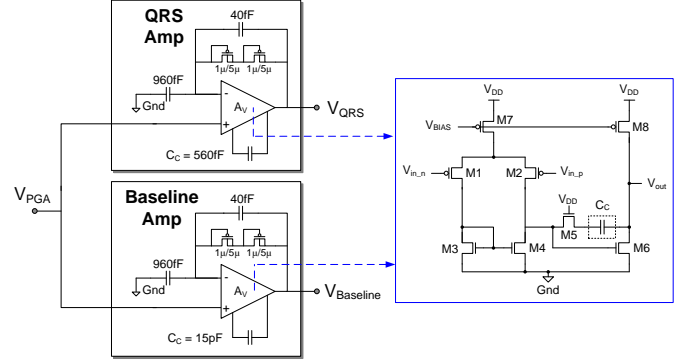 QRS
Amp
40fF
1µ/5µ 1µ/5µ
960fF
Gnd
-
+
A_V
C_C = 560fF
V_QRS
V_PGA
Baseline
Amp
40fF
1µ/5µ 1µ/5µ
960fF
Gnd
-
+
A_V
C_C = 15pF
V_Baseline
V_DD
V_DD
V_BIAS
M7
M8
V_in_n
M1
M2
V_in_p
V_DD
C_C
V_out
M5
M3
M4
M6
Gnd